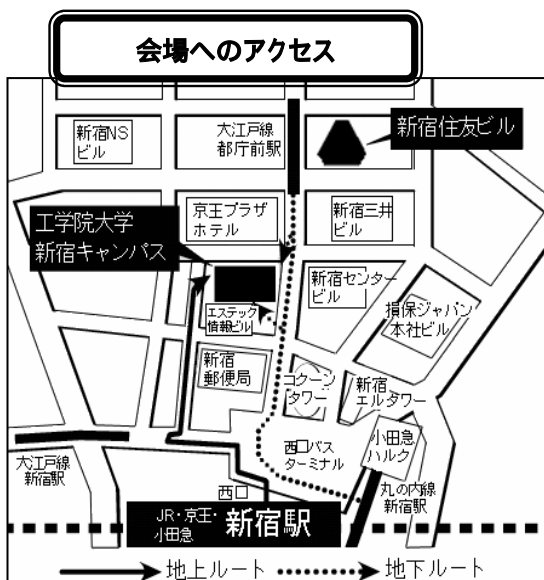 会場へのアクセス
新宿NS
ビル
大江戸線
都庁前駅
新宿住友ビル
京王プラザ
ホテル
新宿三井
ビル
工学院大学
新宿キャンパス
新宿センター
ビル
エステック
情報ビル
損保ジャパン
本社ビル
新宿
郵便局
コクーン
タワー
新宿
エルタワー
西口バス
ターミナル
小田急
ハルク
大江戸線
新宿駅
丸の内線
新宿駅
西口
JR・京王・
小田急
新宿駅
地上ルート
地下ルート